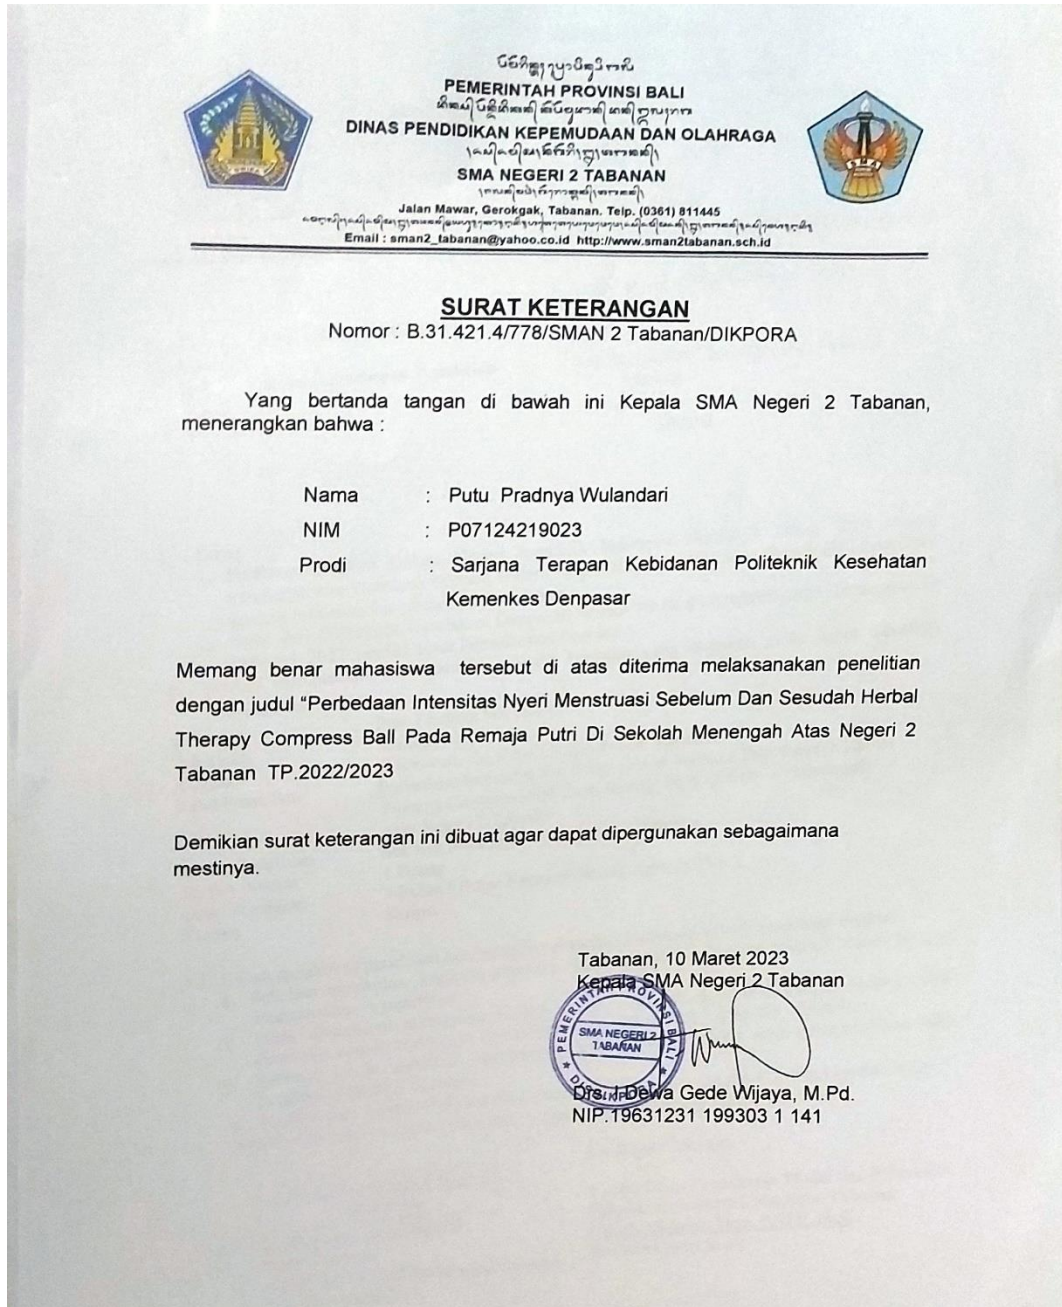 PEMERINTAH PROVINSI BALI
DINAS PENDIDIKAN KEPEMUDAAN DAN OLAHRAGA
SMA NEGERI 2 TABANAN
Jalan Mawar, Gerokgak, Tabanan. Telp. (0361) 811445
Email : sman2_tabanan@yahoo.co.id http://www.sman2tabanan.sch.id
SMA
SURAT KETERANGAN
Nomor : B.31.421.4/778/SMAN 2 Tabanan/DIKPORA
Yang bertanda tangan di bawah ini Kepala SMA Negeri 2 Tabanan,
menerangkan bahwa :
Nama : Putu Pradnya Wulandari
NIM : P07124219023
Prodi : Sarjana Terapan Kebidanan Politeknik Kesehatan
Kemenkes Denpasar
Memang benar mahasiswa tersebut di atas diterima melaksanakan penelitian
dengan judul “Perbedaan Intensitas Nyeri Menstruasi Sebelum Dan Sesudah Herbal
Therapy Compress Ball Pada Remaja Putri Di Sekolah Menengah Atas Negeri 2
Tabanan TP.2022/2023
Demikian surat keterangan ini dibuat agar dapat dipergunakan sebagaimana
mestinya.
Tabanan, 10 Maret 2023
Kepala SMA Negeri 2 Tabanan
PEMERINTAH PROVINSI BALI
SMA NEGERI 2
TABANAN
Drs. I Dewa Gede Wijaya, M.Pd.
NIP.19631231 199303 1 141